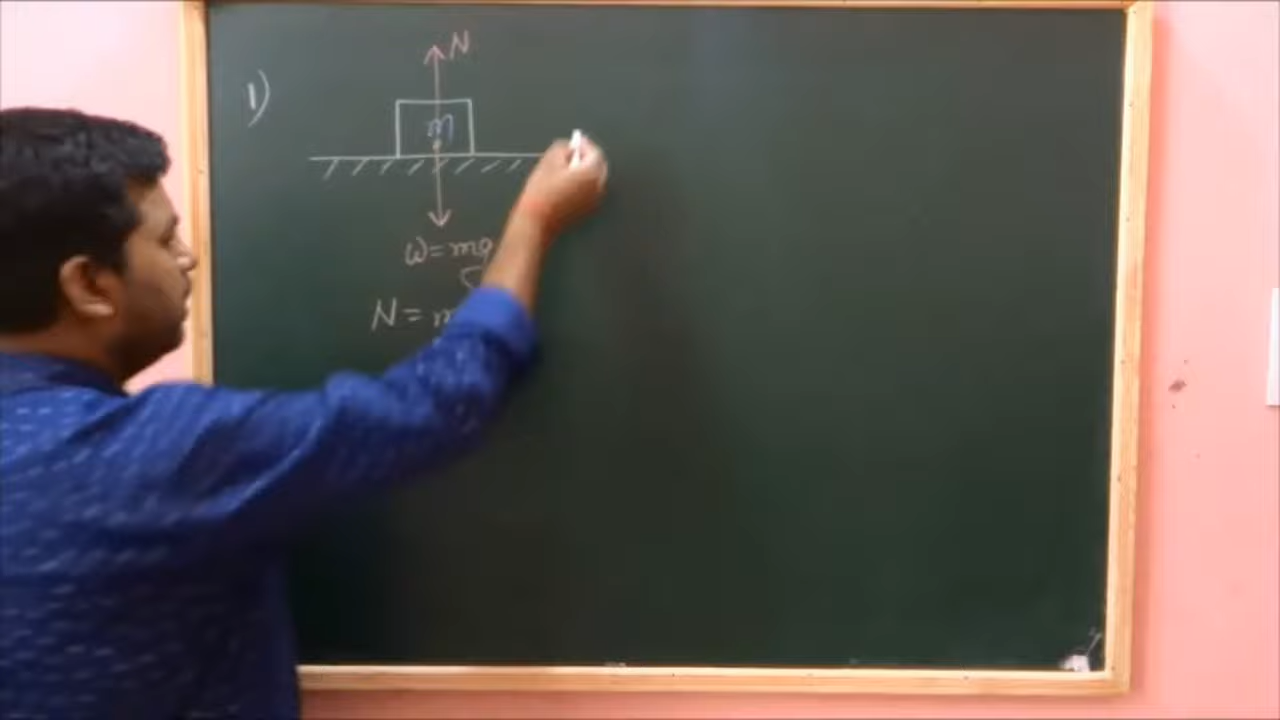 1)
N
m
w = mg
N = m